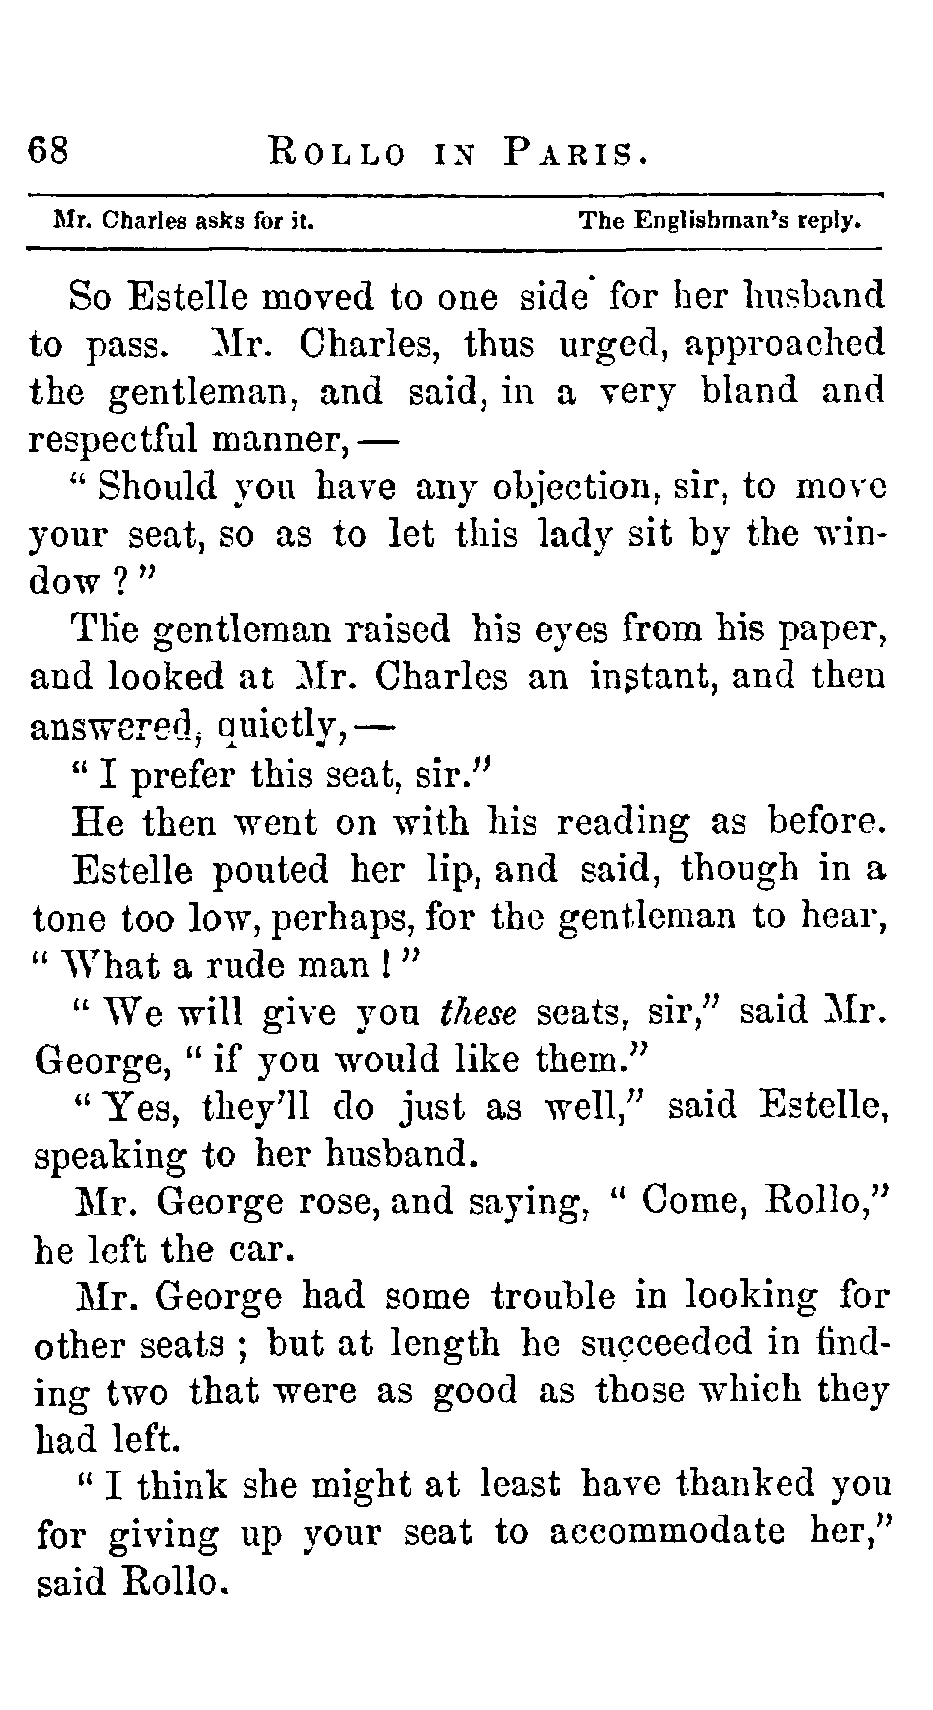 68 ROLLO IN PARIS.
Mr. Charles asks for it. The Englishman's reply.
So Estelle moved to one side for her husband
to pass. Mr. Charles, thus urged, approached
the gentleman, and said, in a very bland and
respectful manner,—
" Should you have any objection, sir, to move
your seat, so as to let this lady sit by the win-
dow ? "
The gentleman raised his eyes from his paper,
and looked at Mr. Charles an instant, and then
answered, quietly,—
" I prefer this seat, sir."
He then went on with his reading as before.
Estelle pouted her lip, and said, though in a
tone too low, perhaps, for the gentleman to hear,
" What a rude man ! "
" We will give you these seats, sir," said Mr.
George, " if you would like them."
" Yes, they'll do just as well," said Estelle,
speaking to her husband.
Mr. George rose, and saying, " Come, Rollo,"
he left the car.
Mr. George had some trouble in looking for
other seats ; but at length he succeeded in find-
ing two that were as good as those which they
had left.
" I think she might at least have thanked you
for giving up your seat to accommodate her,"
said Rollo.